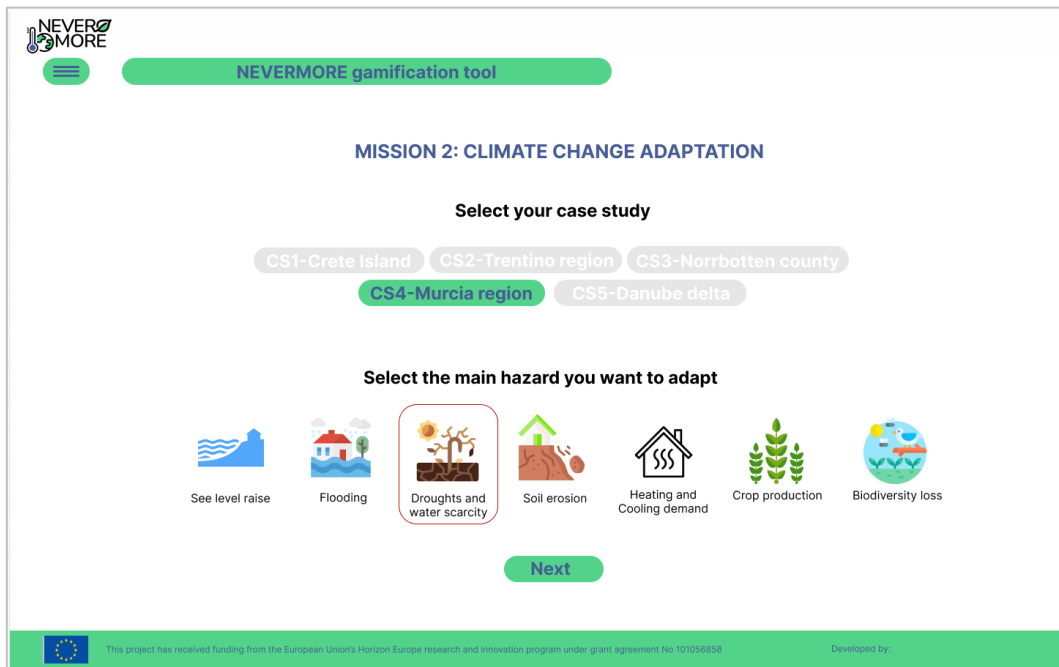 NEVER
MORE
NEVERMORE gamification tool
MISSION 2: CLIMATE CHANGE ADAPTATION
Select your case study
CS1-Crete Island CS2-Trentino region CS3-Norrbotten county
CS4-Murcia region CS5-Danube delta
Select the main hazard you want to adapt
See level raise
Flooding
Droughts and
water scarcity
Soil erosion
Heating and
Cooling demand
Crop production
Biodiversity loss
Next
This project has received funding from the European Union's Horizon Europe research and innovation program under grant agreement No 101056858
Developed by: